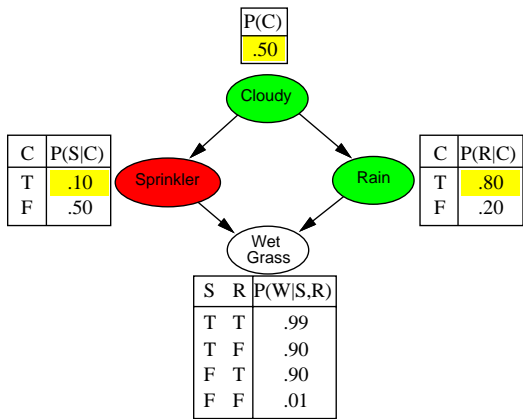 P(C)
.50
Cloudy
C P(S|C)
T .10
F .50
Sprinkler
Rain
C P(R|C)
T .80
F .20
Wet
Grass
S R P(W|S,R)
T T .99
T F .90
F T .90
F F .01